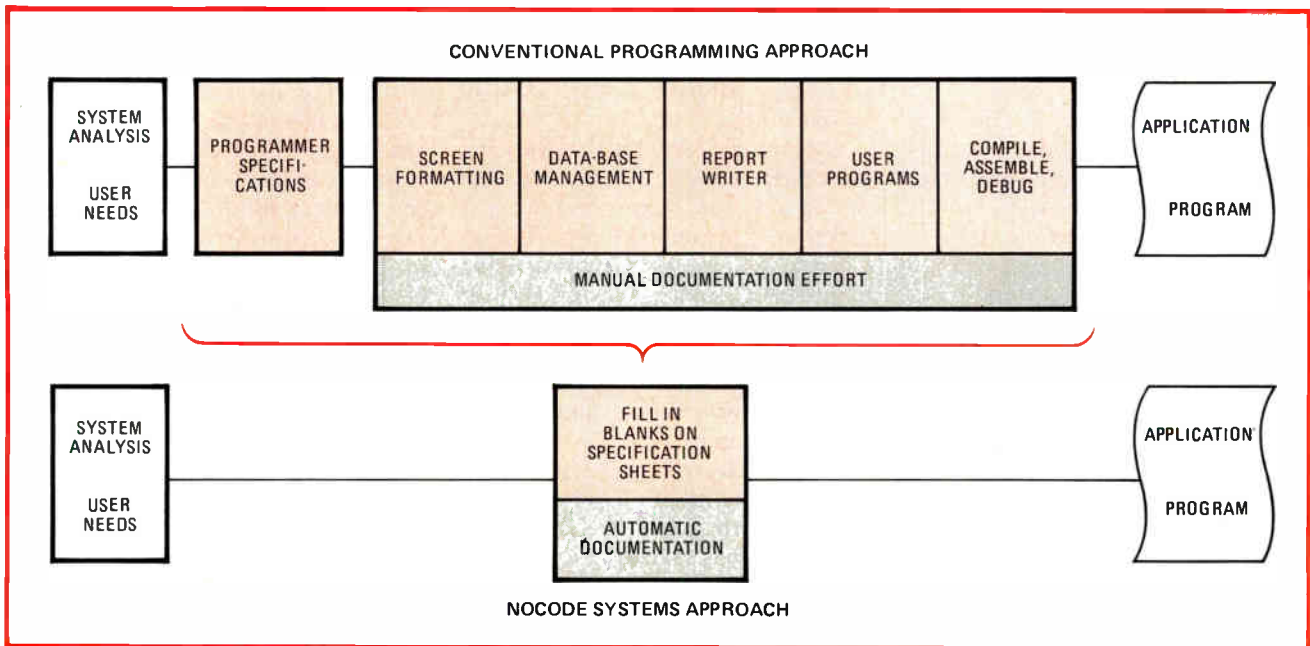 CONVENTIONAL PROGRAMMING APPROACH
SYSTEM
ANALYSIS
USER
NEEDS
PROGRAMMER
SPECIFI-
CATIONS
SCREEN
FORMATTING
DATA-BASE
MANAGEMENT
REPORT
WRITER
USER
PROGRAMS
COMPILE,
ASSEMBLE,
DEBUG
MANUAL DOCUMENTATION EFFORT
APPLICATION
PROGRAM
SYSTEM
ANALYSIS
USER
NEEDS
FILL IN
BLANKS ON
SPECIFICATION
SHEETS
AUTOMATIC
DOCUMENTATION
APPLICATION
PROGRAM
NOCODE SYSTEMS APPROACH